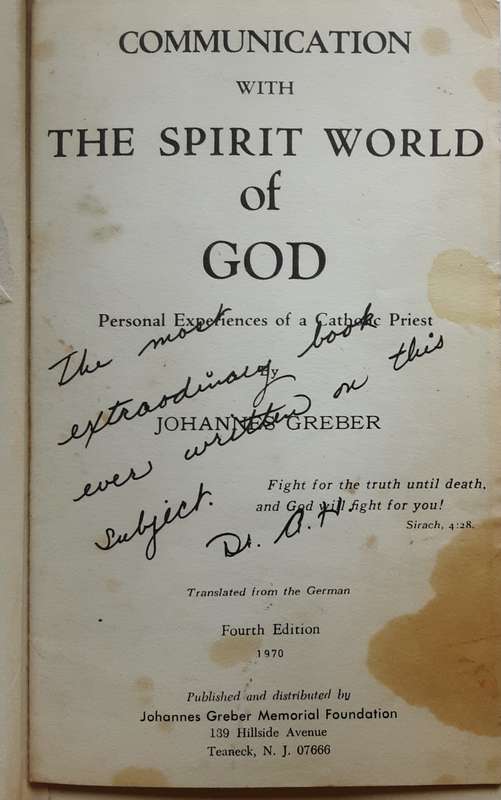 COMMUNICATION
WITH
THE SPIRIT WORLD
of
GOD
Personal Experiences of a Catholic Priest
By
JOHANNES GREBER
The most
extraordinary book
ever written on this
subject.
Dr. A. H.
Fight for the truth until death,
and God will fight for you!
Sirach, 4:28.
Translated from the German
Fourth Edition
1970
Published and distributed by
Johannes Greber Memorial Foundation
139 Hillside Avenue
Teaneck, N. J. 07666